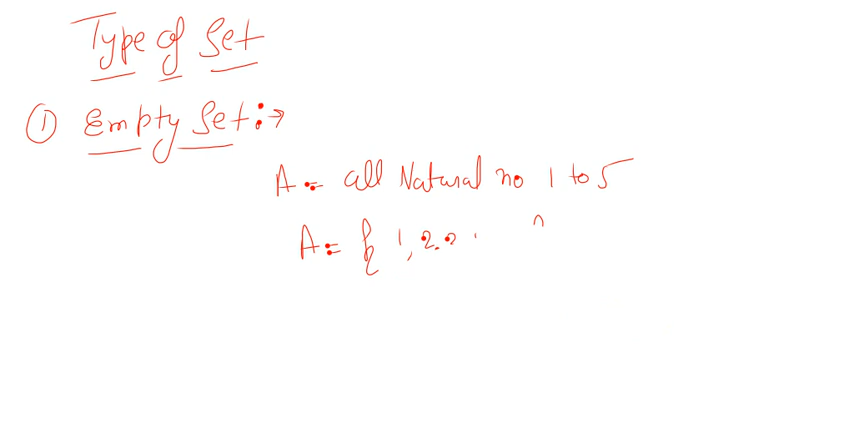 Type of Set
① Empty Set :→
A = all Natural no 1 to 5
A = { 1, 2